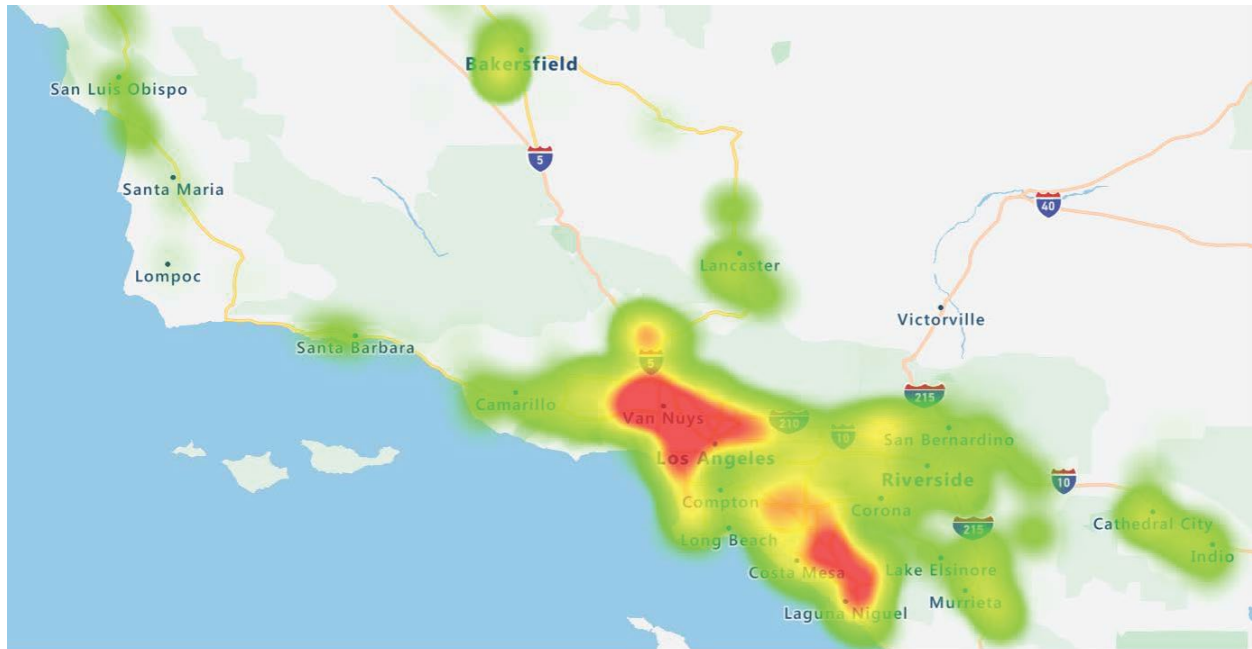 Bakersfield
San Luis Obispo
5
Santa Maria
40
Lancaster
Lompoc
Victorville
Santa Barbara
5
215
Camarillo
Van Nuys
210
10
San Bernardino
Los Angeles
Riverside
10
Compton
Corona
Cathedral City
215
Long Beach
Indio
Costa Mesa
Lake Elsinore
Murrieta
Laguna Niguel